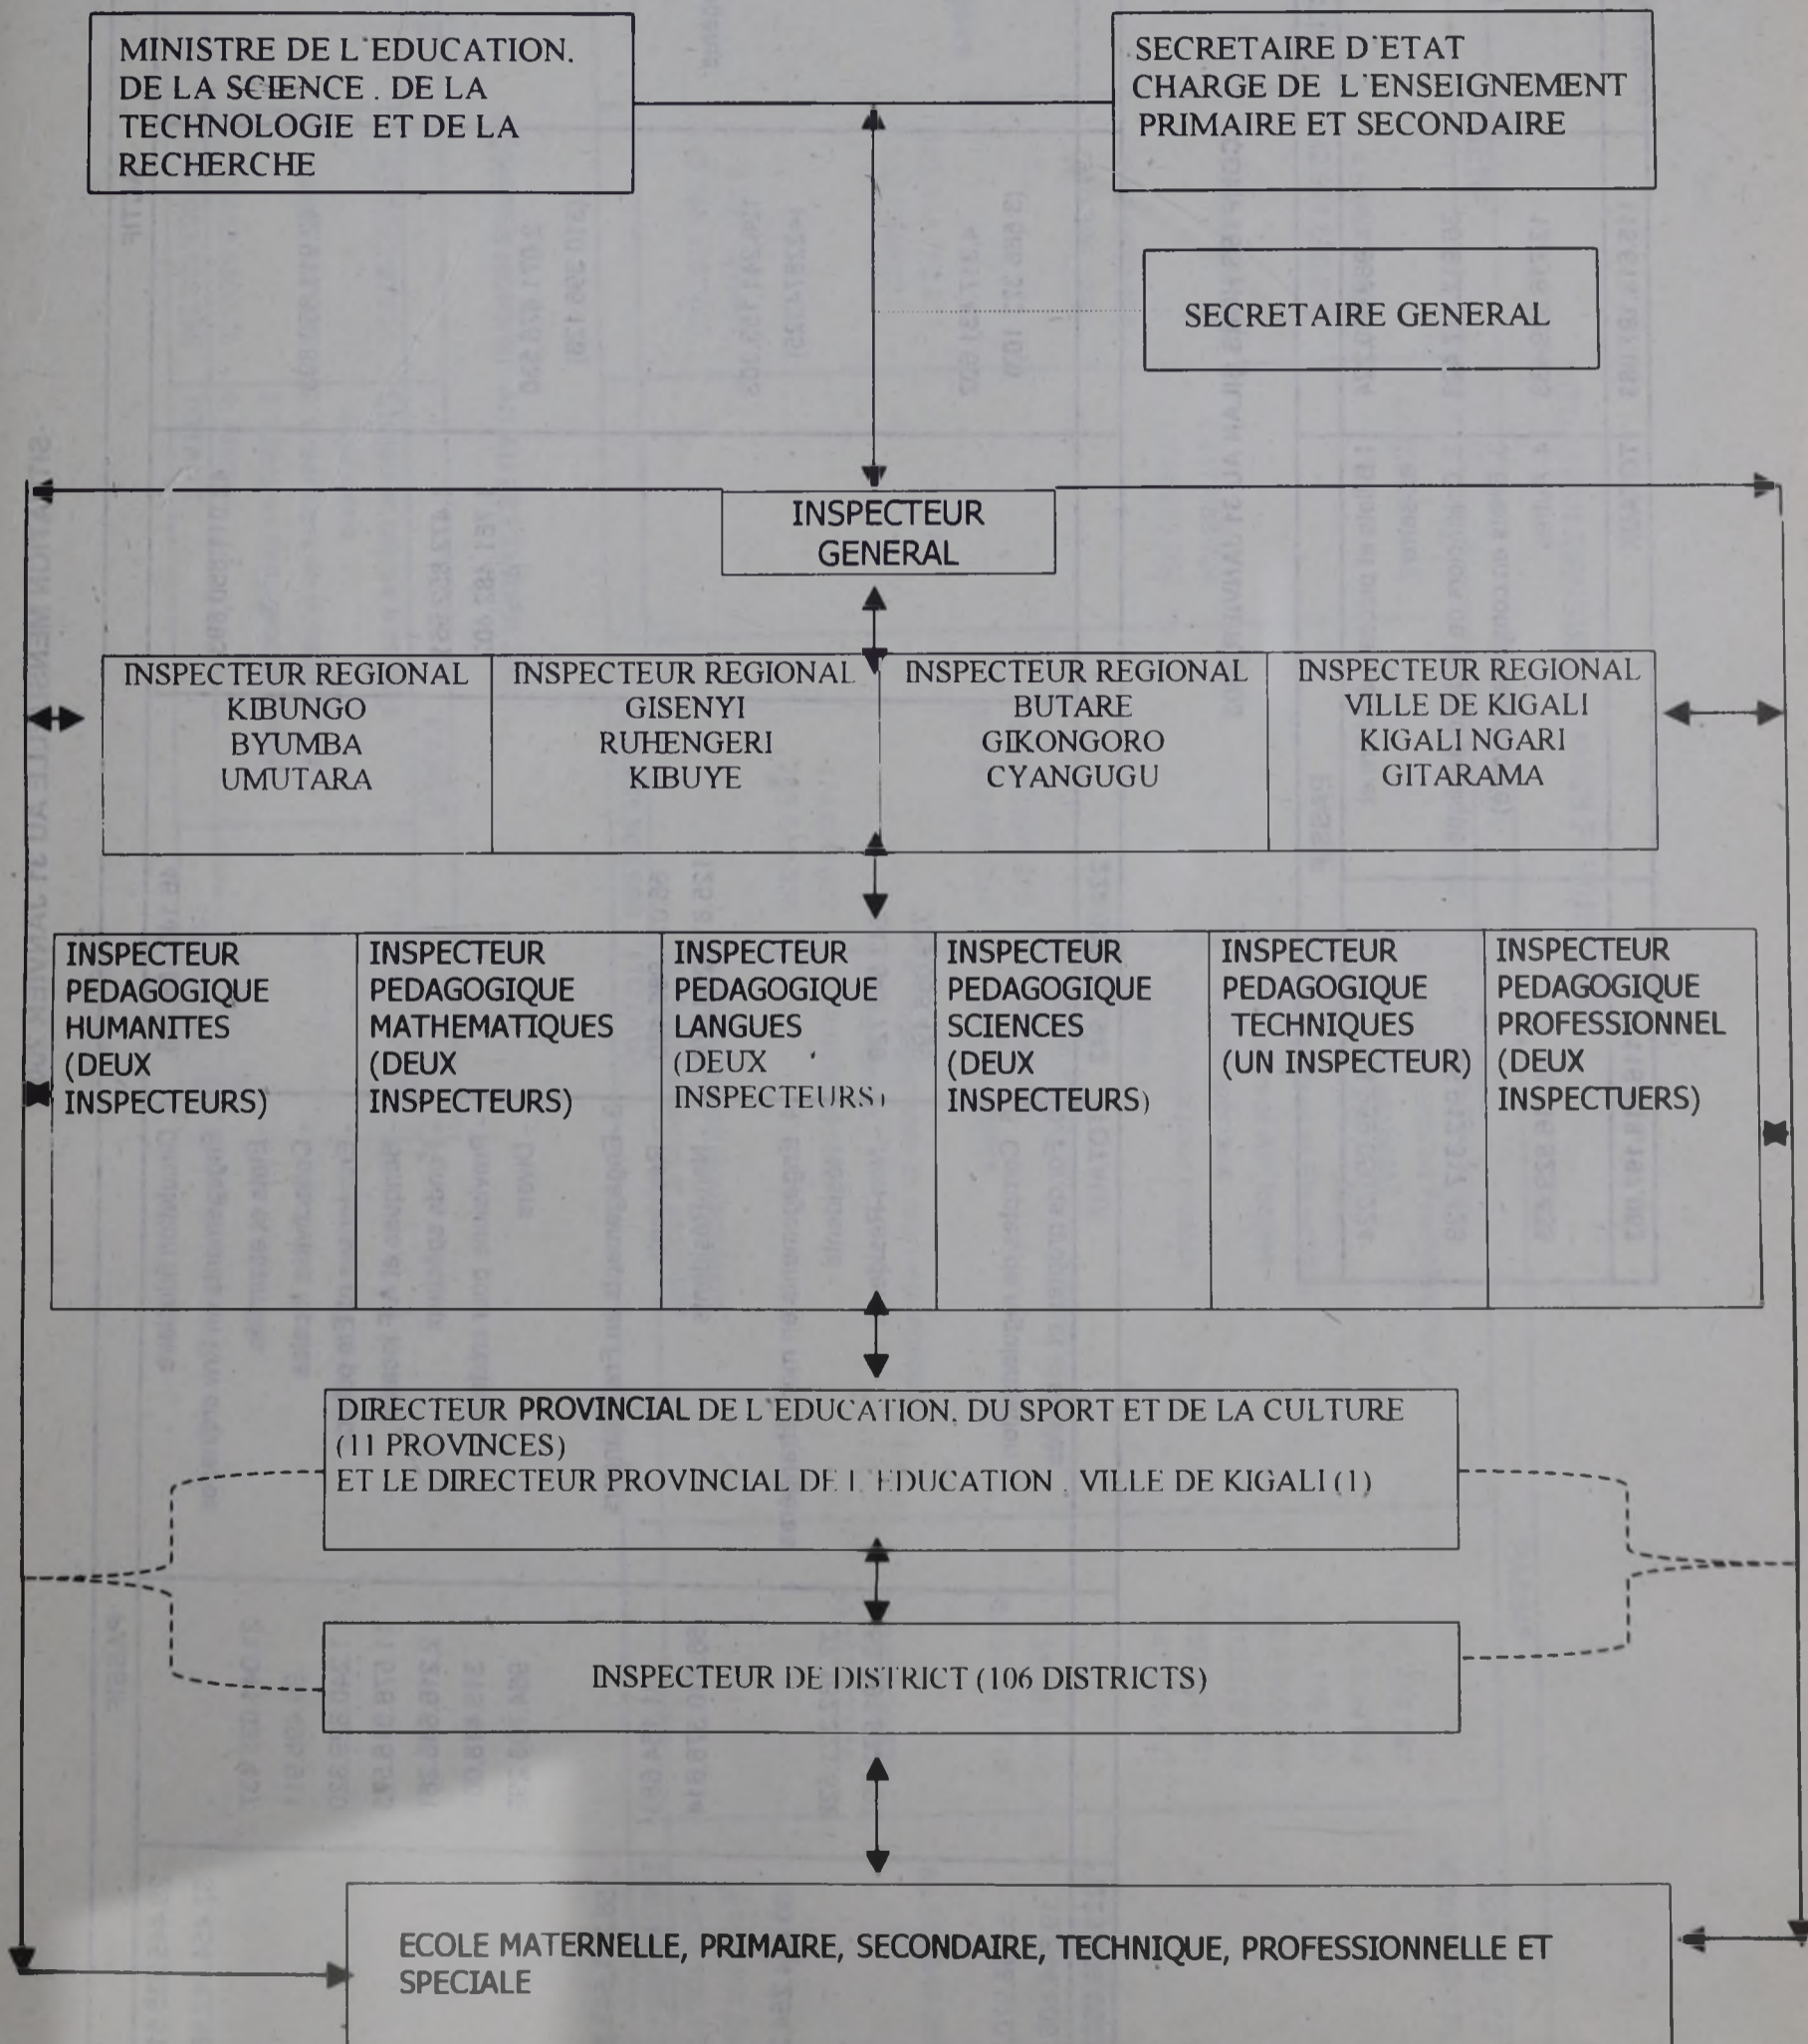 MINISTRE DE L'EDUCATION.
DE LA SCIENCE . DE LA
TECHNOLOGIE ET DE LA
RECHERCHE
SECRETAIRE D'ETAT
CHARGE DE L'ENSEIGNEMENT
PRIMAIRE ET SECONDAIRE
SECRETAIRE GENERAL
INSPECTEUR
GENERAL
INSPECTEUR REGIONAL
KIBUNGO
BYUMBA
UMUTARA
INSPECTEUR REGIONAL
GISENYI
RUHENGERI
KIBUYE
INSPECTEUR REGIONAL
BUTARE
GIKONGORO
CYANGUGU
INSPECTEUR REGIONAL
VILLE DE KIGALI
KIGALI NGARI
GITARAMA
INSPECTEUR
PEDAGOGIQUE
HUMANITES
(DEUX
INSPECTEURS)
INSPECTEUR
PEDAGOGIQUE
MATHEMATIQUES
(DEUX
INSPECTEURS)
INSPECTEUR
PEDAGOGIQUE
LANGUES
(DEUX
INSPECTEURS)
INSPECTEUR
PEDAGOGIQUE
SCIENCES
(DEUX
INSPECTEURS)
INSPECTEUR
PEDAGOGIQUE
TECHNIQUES
(UN INSPECTEUR)
INSPECTEUR
PEDAGOGIQUE
PROFESSIONNEL
(DEUX
INSPECTUERS)
DIRECTEUR PROVINCIAL DE L'EDUCATION. DU SPORT ET DE LA CULTURE
(11 PROVINCES)
ET LE DIRECTEUR PROVINCIAL DE L'EDUCATION . VILLE DE KIGALI (1)
INSPECTEUR DE DISTRICT (106 DISTRICTS)
ECOLE MATERNELLE, PRIMAIRE, SECONDAIRE, TECHNIQUE, PROFESSIONNELLE ET
SPECIALE